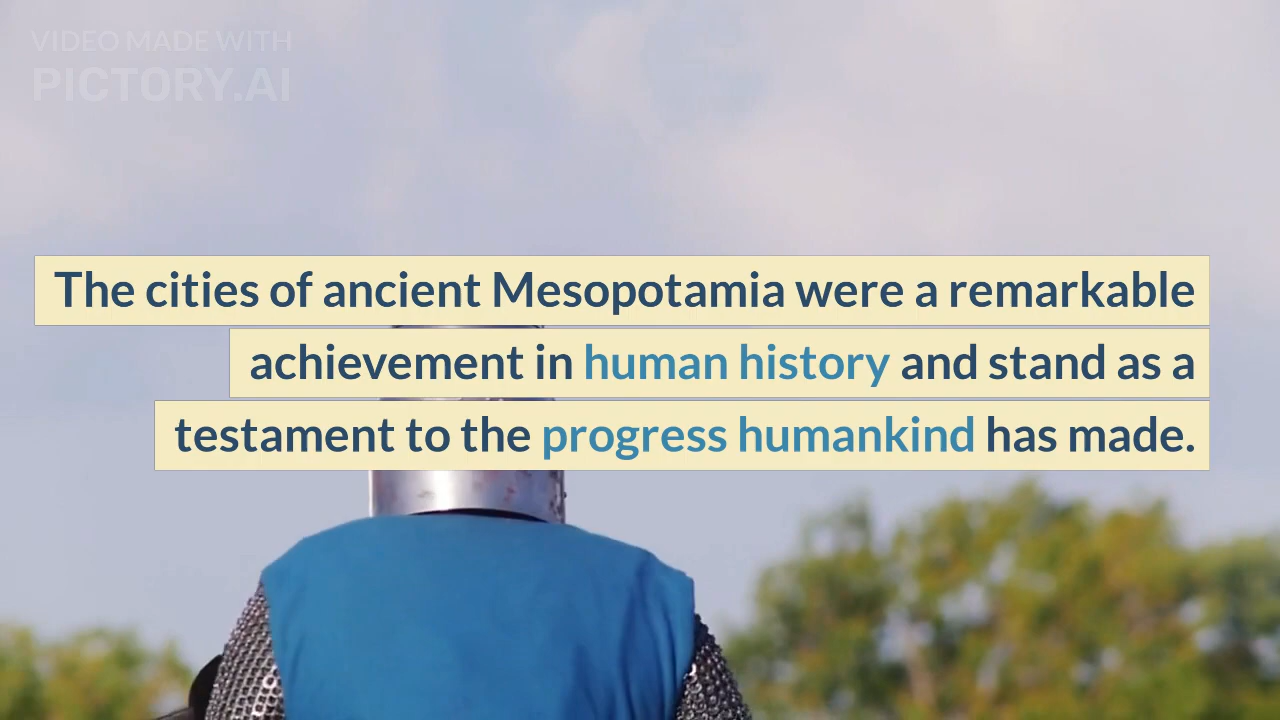 VIDEO MADE WITH
PICTORY.AI
The cities of ancient Mesopotamia were a remarkable
achievement in human history and stand as a
testament to the progress humankind has made.